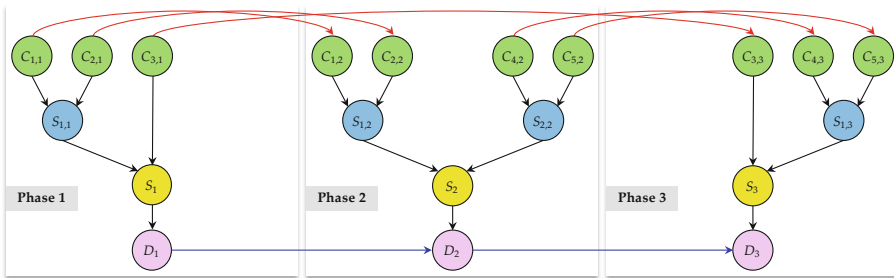 C1,1 C2,1 C3,1 C1,2 C2,2 C4,2 C5,2 C3,3 C4,3 C5,3
S1,1 S1,2 S2,2 S1,3
S1 S2 S3
Phase 1 Phase 2 Phase 3
D1 D2 D3